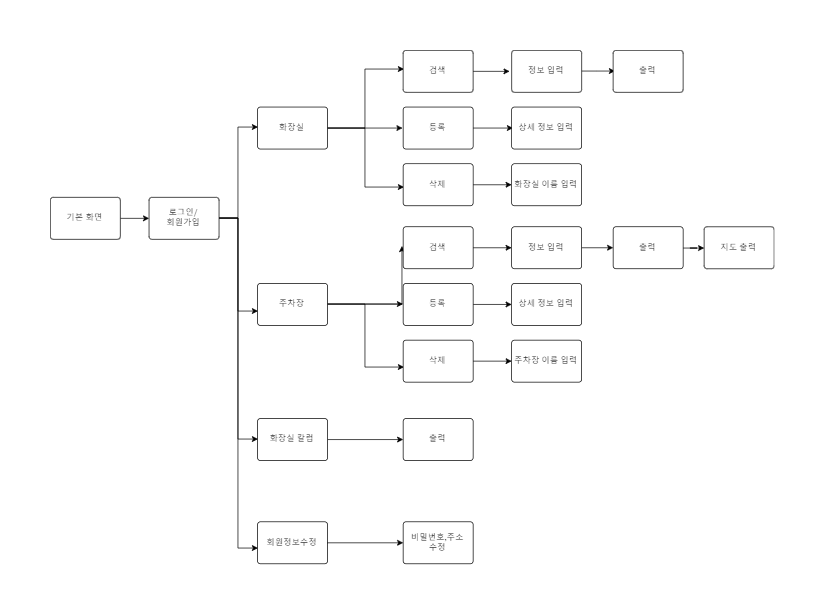 검색
정보 입력
출력
화장실
등록
상세 정보 입력
삭제
화장실 이름 입력
기본 화면
로그인/
회원가입
검색
정보 입력
출력
지도 출력
주차장
등록
상세 정보 입력
삭제
주차장 이름 입력
화장실 칼럼
출력
회원정보수정
비밀번호,주소
수정